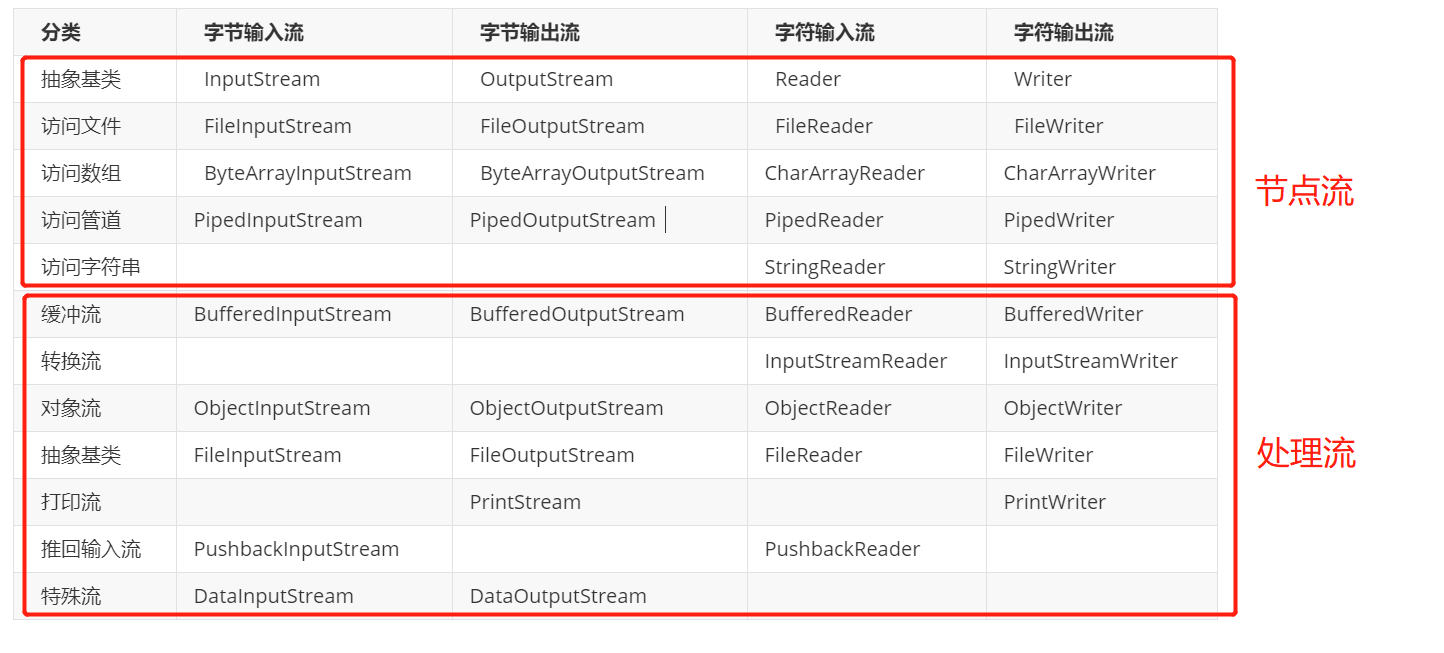 分类 字节输入流 字节输出流 字符输入流 字符输出流
抽象基类 InputStream OutputStream Reader Writer
访问文件 FileInputStream FileOutputStream FileReader FileWriter
访问数组 ByteArrayInputStream ByteArrayOutputStream CharArrayReader CharArrayWriter
访问管道 PipedInputStream PipedOutputStream PipedReader PipedWriter
访问字符串 StringReader StringWriter
节点流
缓冲流 BufferedInputStream BufferedOutputStream BufferedReader BufferedWriter
转换流 InputStreamReader InputStreamWriter
对象流 ObjectInputStream ObjectOutputStream ObjectReader ObjectWriter
抽象基类 FileInputStream FileOutputStream FileReader FileWriter
打印流 PrintStream PrintWriter
推回输入流 PushbackInputStream PushbackReader
特殊流 DataInputStream DataOutputStream
处理流